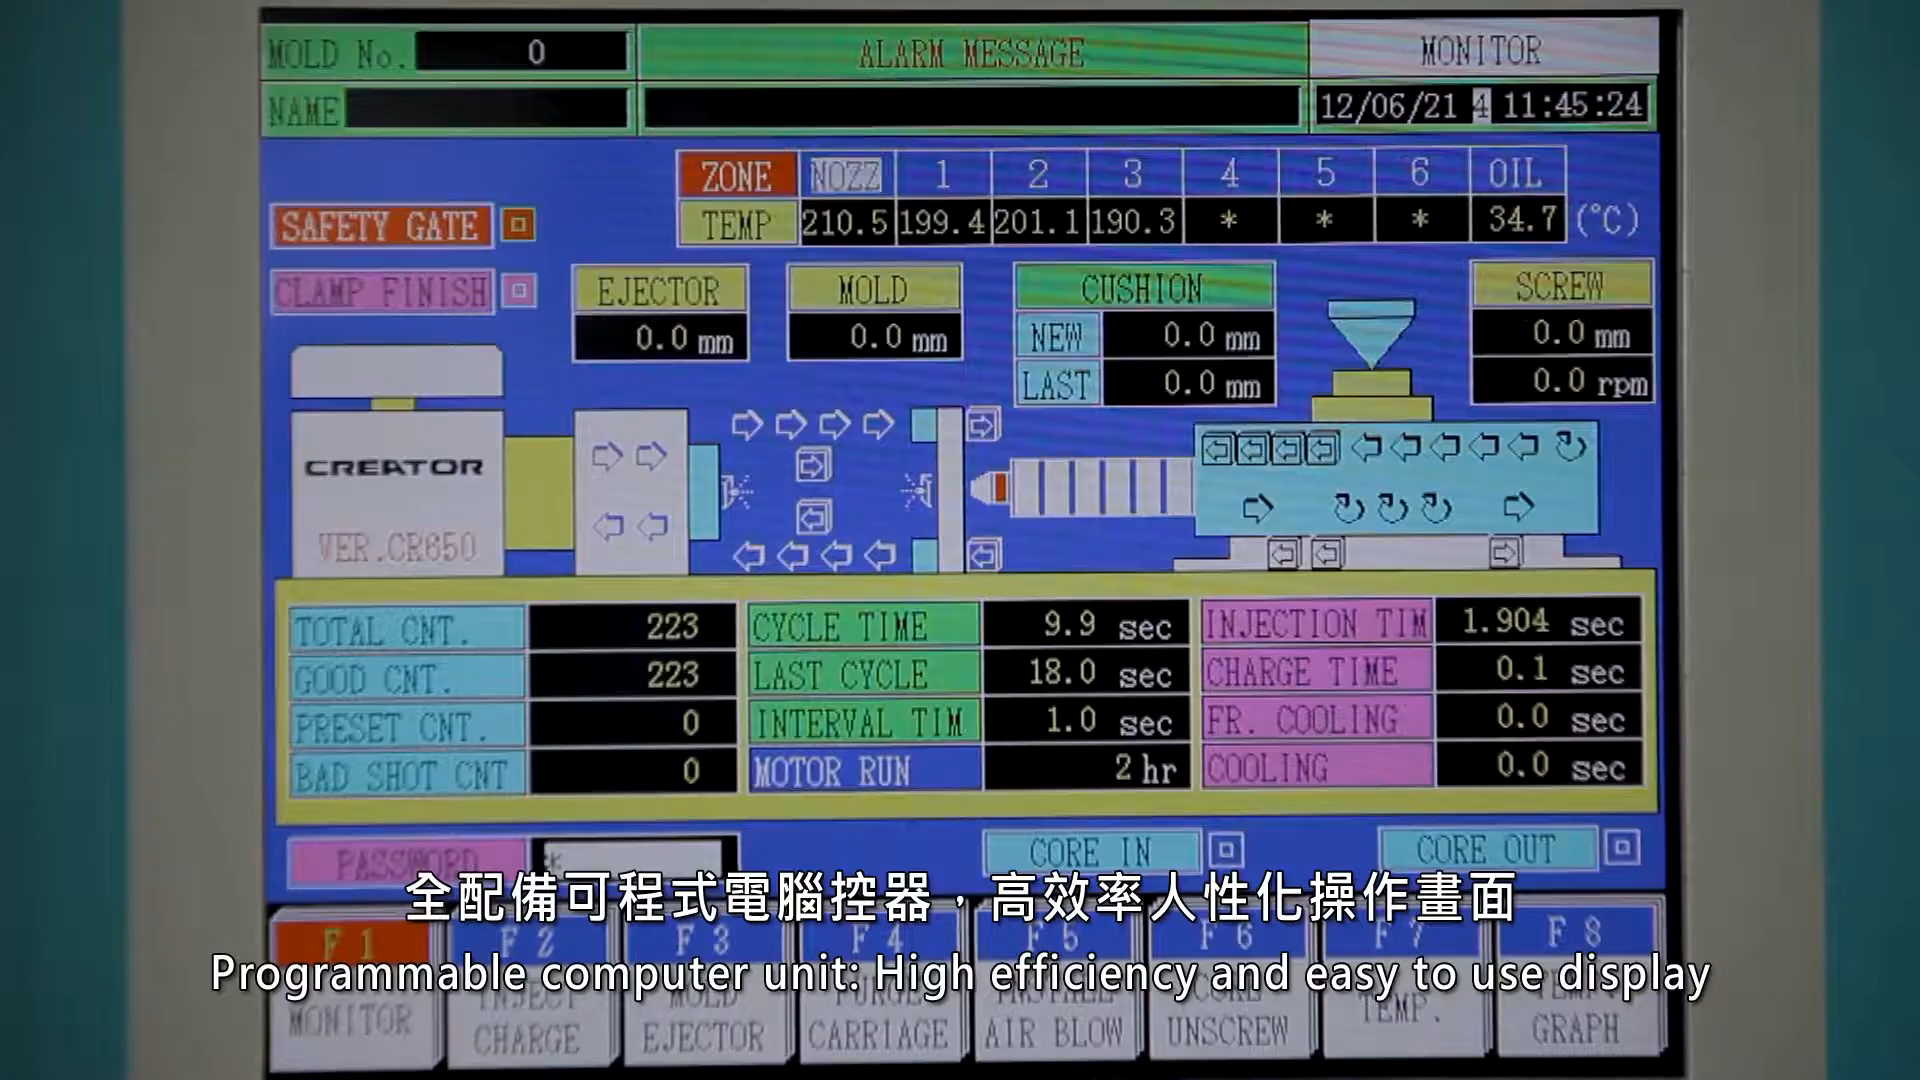 MOLD No. 0 ALARM MESSAGE MONITOR
NAME 12/06/21 4 11:45:24
ZONE NOZZ 1 2 3 4 5 6 OIL
TEMP 210.5 199.4 201.1 190.3 * * * 34.7 (°C)
SAFETY GATE
CLAMP FINISH
EJECTOR
0.0 mm
MOLD
0.0 mm
CUSHION
NEW 0.0 mm
LAST 0.0 mm
SCREW
0.0 mm
0.0 rpm
CREATOR
VER.CR650
TOTAL CNT. 223 CYCLE TIME 9.9 sec INJECTION TIM 1.904 sec
GOOD CNT. 223 LAST CYCLE 18.0 sec CHARGE TIME 0.1 sec
PRESET CNT. 0 INTERVAL TIM 1.0 sec FR. COOLING 0.0 sec
BAD SHOT CNT 0 MOTOR RUN 2 hr COOLING 0.0 sec
PASSWORD * CORE IN CORE OUT
全配備可程式電腦控器，高效率人性化操作畫面
F1 F2 F3 F4 F5 F6 F7 F8
Programmable computer unit: High efficiency and easy to use display
MONITOR INJECT CHARGE MOLD EJECTOR PURGE CARRIAGE AIR BLOW CORE UNSCREW TEMP. GRAPH